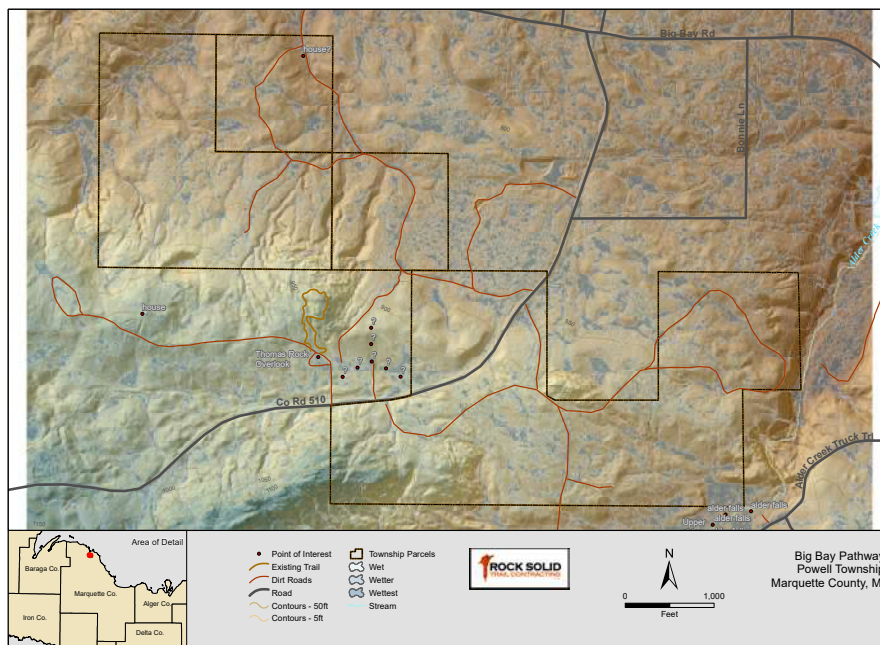 Big Bay Rd
house?
Bonnie Ln
Alder Creek
house
Thomas Rock
Overlook
?
?
?
?
?
?
?
Co Rd 510
Alder Creek Truck Trl
alder falls
alder falls
Upper
alder falls
Area of Detail
Baraga Co.
Marquette Co.
Alger Co.
Iron Co.
Delta Co.
Point of Interest
Existing Trail
Dirt Roads
Road
Contours - 50ft
Contours - 5ft
Township Parcels
Wet
Wetter
Wettest
Stream
ROCK SOLID
TRAIL CONTRACTING
N
0 1,000
Feet
Big Bay Pathway
Powell Township
Marquette County, M